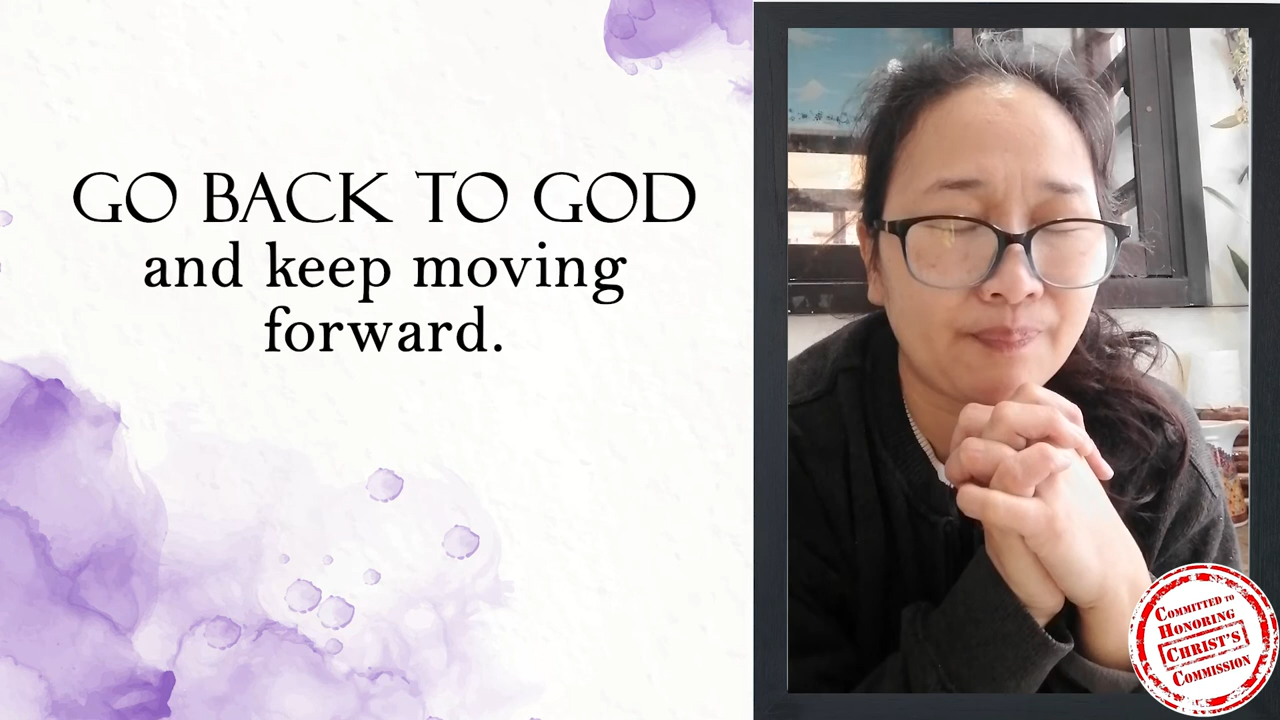 GO BACK TO GOD
and keep moving
forward.
COMMITTED TO
HONORING
CHRIST'S
COMMISSION